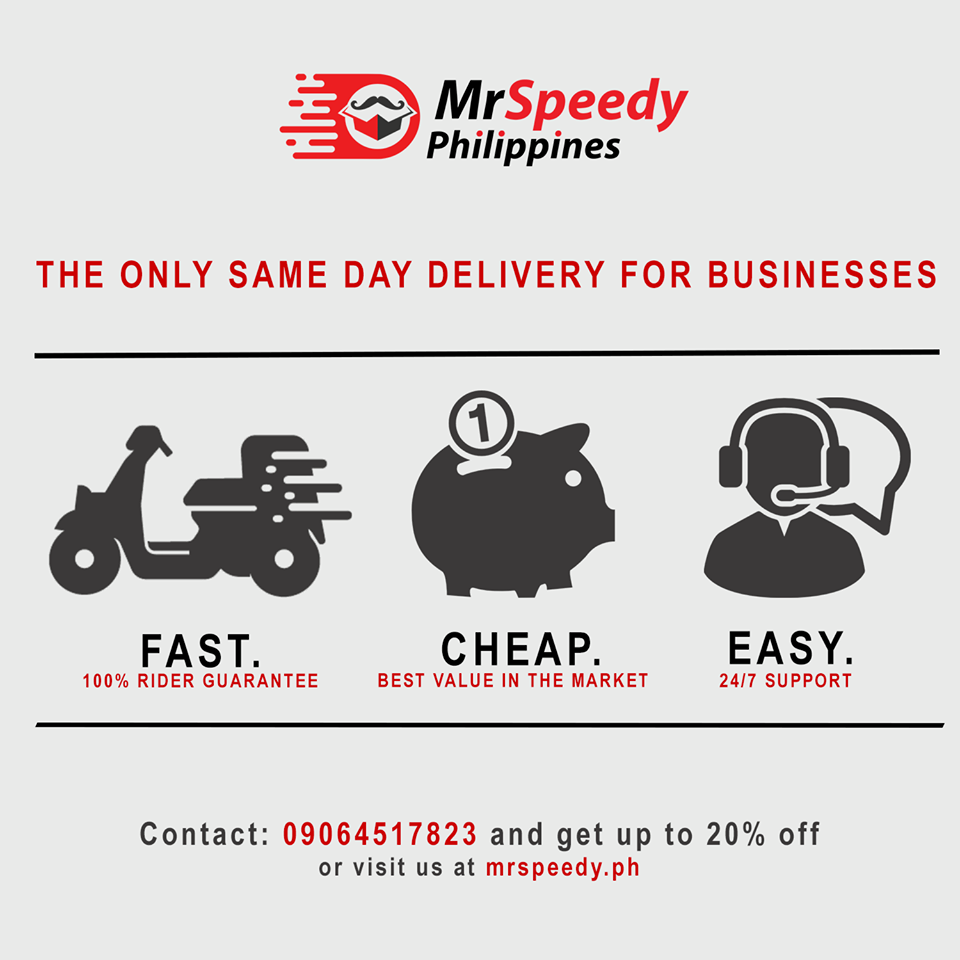 MrSpeedy
Philippines
THE ONLY SAME DAY DELIVERY FOR BUSINESSES
1
FAST.
100% RIDER GUARANTEE
CHEAP.
BEST VALUE IN THE MARKET
EASY.
24/7 SUPPORT
Contact: 09064517823 and get up to 20% off
or visit us at mrspeedy.ph